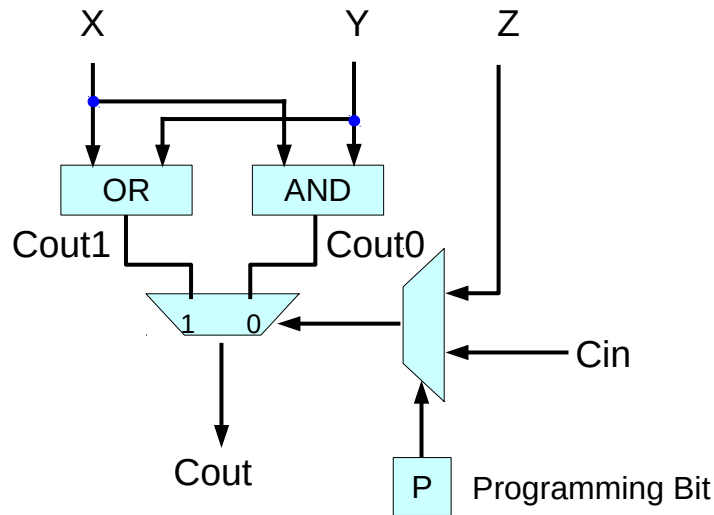 X
Y
Z
OR
AND
Cout1
Cout0
1
0
Cin
Cout
P
Programming Bit